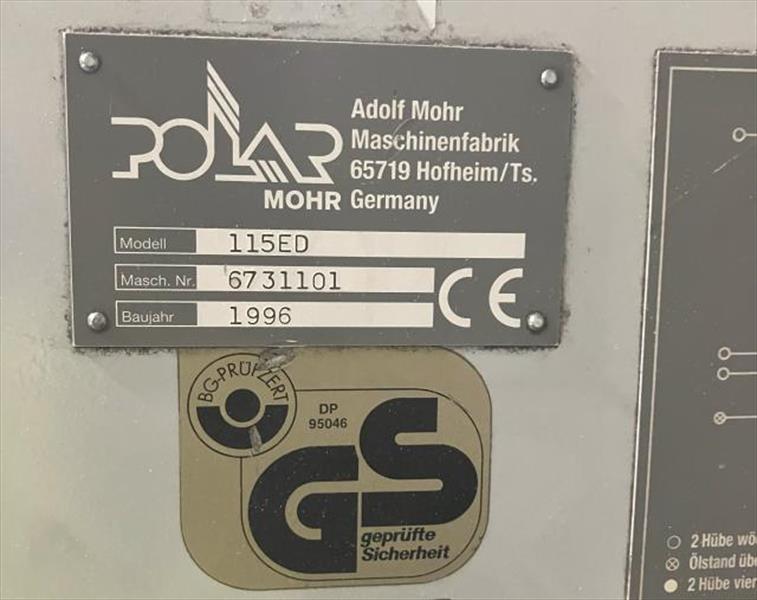 POLAR
MOHR
Adolf Mohr
Maschinenfabrik
65719 Hofheim/Ts.
Germany
Modell 115ED
Masch. Nr. 6731101
Baujahr 1996
CE
BG-PRÜFZERT
DP
95046
GS
geprüfte
Sicherheit
2 Hübe
Ölstand
2 Hübe